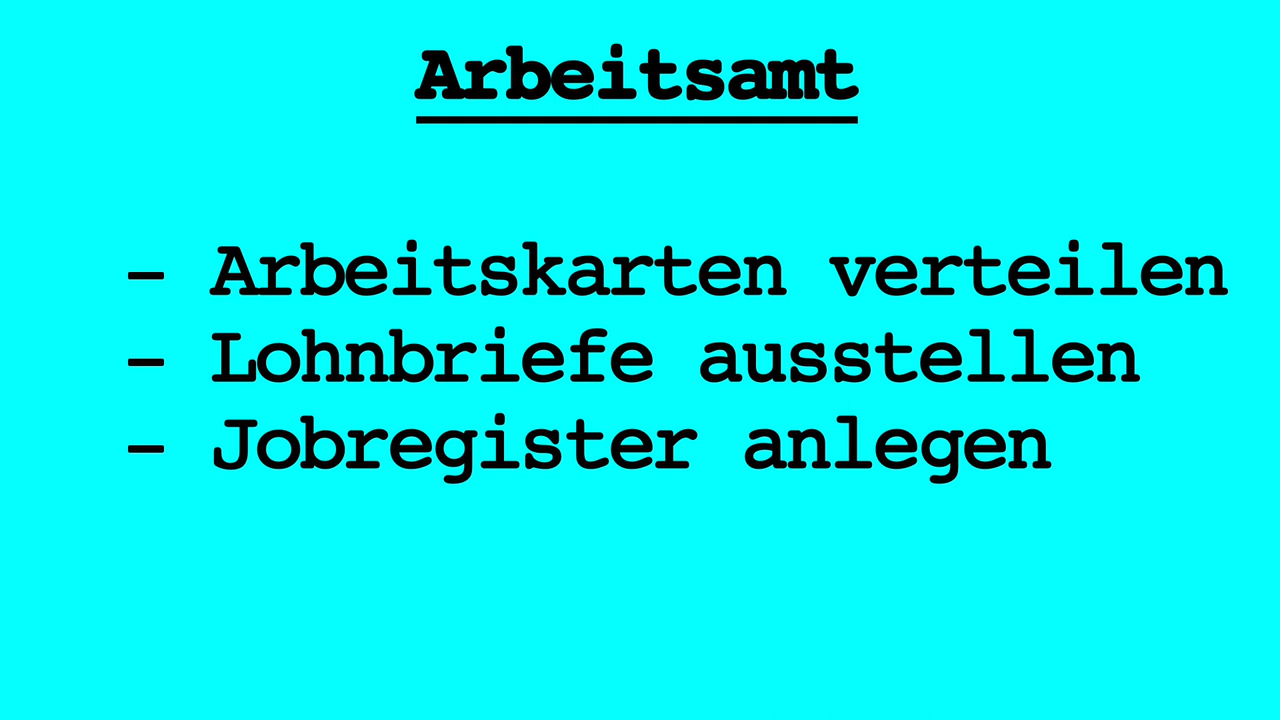 Arbeitsamt
- Arbeitskarten verteilen
- Lohnbriefe ausstellen
- Jobregister anlegen